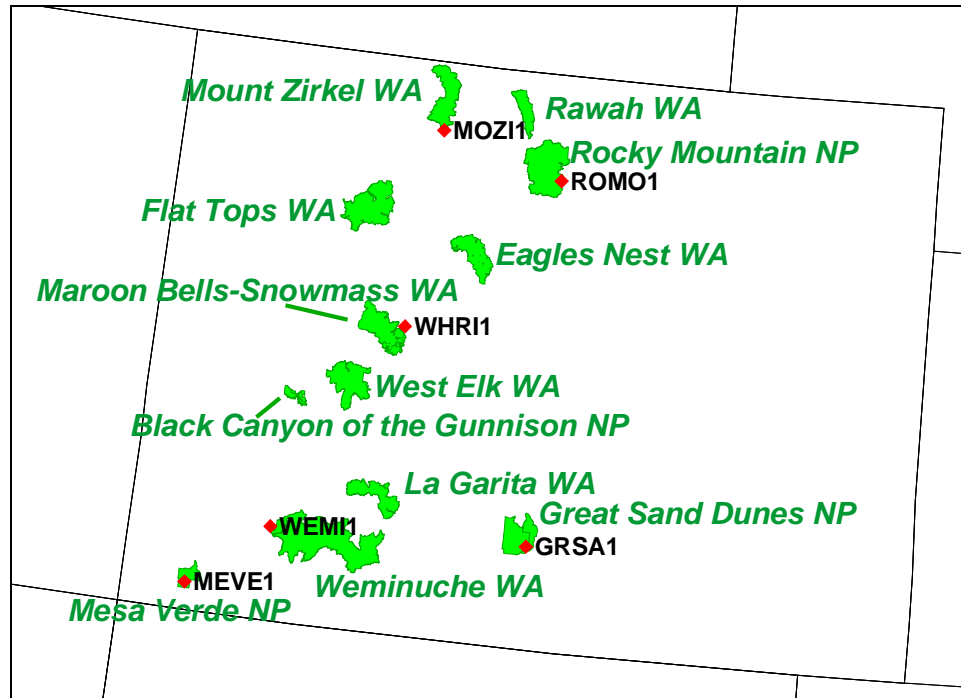 Mount Zirkel WA
Rawah WA
MOZI1
Rocky Mountain NP
ROMO1
Flat Tops WA
Eagles Nest WA
Maroon Bells-Snowmass WA
WHRI1
West Elk WA
Black Canyon of the Gunnison NP
La Garita WA
Great Sand Dunes NP
WEMI1
GRSA1
MEVE1
Weminuche WA
Mesa Verde NP